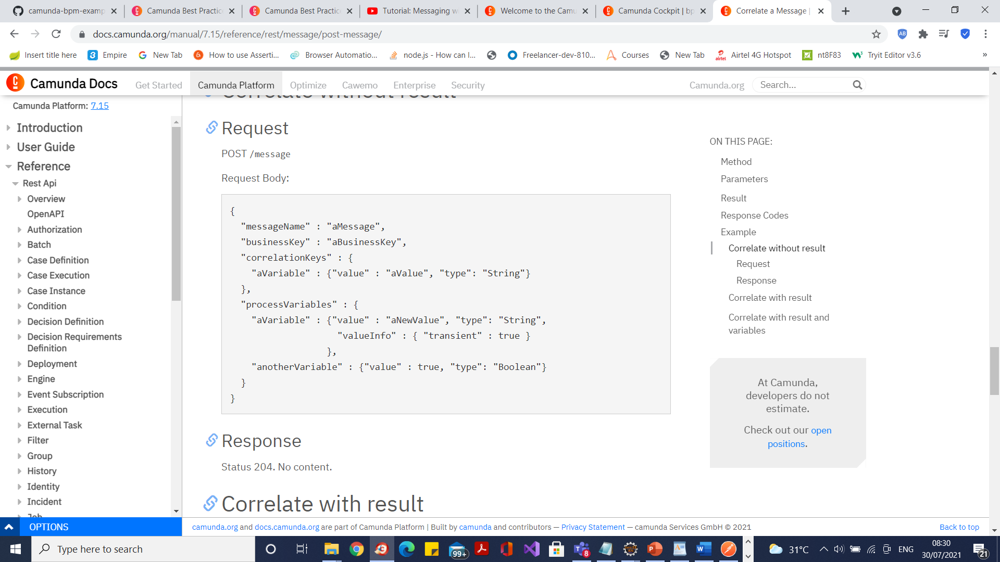 camunda-bpm-examp
Camunda Best Practice
Camunda Best Practice
Tutorial: Messaging w
Welcome to the Camu
Camunda Cockpit | bp
Correlate a Message |
docs.camunda.org/manual/7.15/reference/rest/message/post-message/
Insert title here
Empire
New Tab
How to use Asserti...
Browser Automatio...
node.js - How can I...
Freelancer-dev-810...
Courses
New Tab
Airtel 4G Hotspot
nt8F83
Tryit Editor v3.6
»
Camunda Docs
Get Started
Camunda Platform
Optimize
Cawemo
Enterprise
Security
Camunda.org
Search...
Camunda Platform: 7.15
Introduction
User Guide
Reference
Rest Api
Overview
OpenAPI
Authorization
Batch
Case Definition
Case Execution
Case Instance
Condition
Decision Definition
Decision Requirements
Definition
Deployment
Engine
Event Subscription
Execution
External Task
Filter
Group
History
Identity
Incident
Job
OPTIONS
Correlate without result
Request
POST /message
Request Body:
{
"messageName" : "aMessage",
"businessKey" : "aBusinessKey",
"correlationKeys" : {
"aVariable" : {"value" : "aValue", "type": "String"}
},
"processVariables" : {
"aVariable" : {"value" : "aNewValue", "type": "String",
"valueInfo" : { "transient" : true }
},
"anotherVariable" : {"value" : true, "type": "Boolean"}
}
}
Response
Status 204. No content.
Correlate with result
ON THIS PAGE:
Method
Parameters
Result
Response Codes
Example
Correlate without result
Request
Response
Correlate with result
Correlate with result and
variables
At Camunda,
developers do not
estimate.
Check out our open
positions.
camunda.org and docs.camunda.org are part of Camunda Platform | Built by camunda and contributors — Privacy Statement — camunda Services GmbH © 2021
Back to top
Type here to search
99+
8
31°C
ENG
08:30
30/07/2021
21